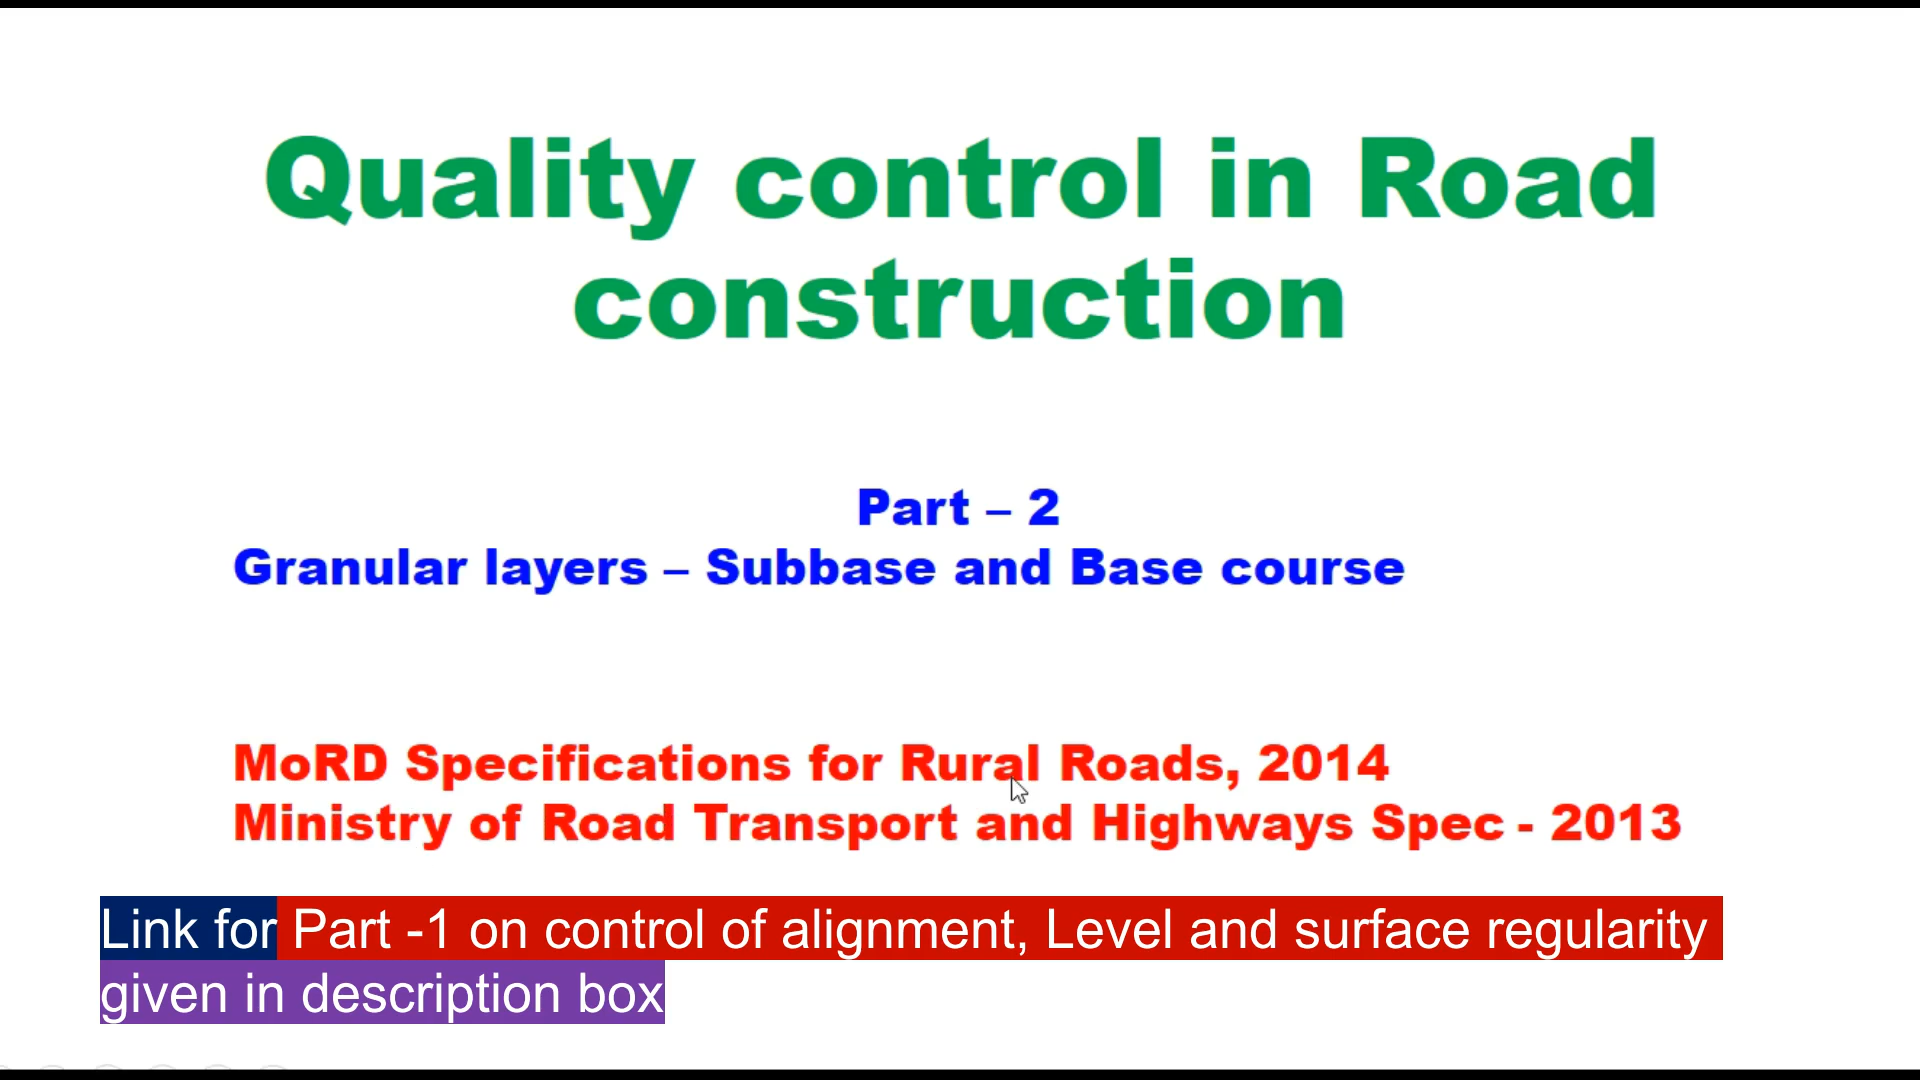 Quality control in Road
construction
Part – 2
Granular layers – Subbase and Base course
MoRD Specifications for Rural Roads, 2014
Ministry of Road Transport and Highways Spec - 2013
Link for Part -1 on control of alignment, Level and surface regularity
given in description box